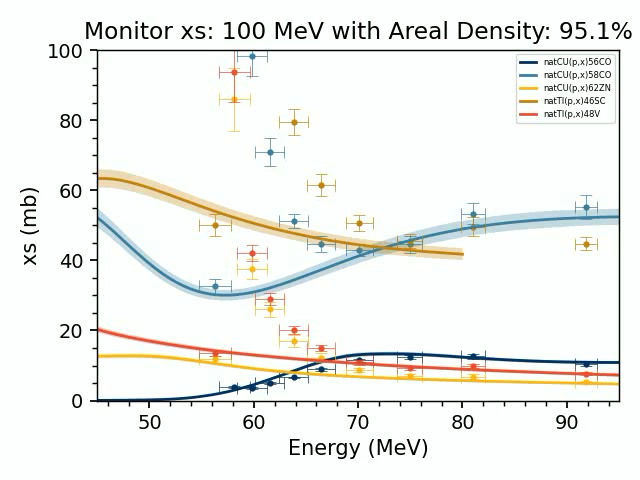 Monitor xs: 100 MeV with Areal Density: 95.1%
100
80
60
40
20
0
xs (mb)
natCU(p,x)56CO
natCU(p,x)58CO
natCU(p,x)62ZN
natTI(p,x)46SC
natTI(p,x)48V
50
60
70
80
90
Energy (MeV)